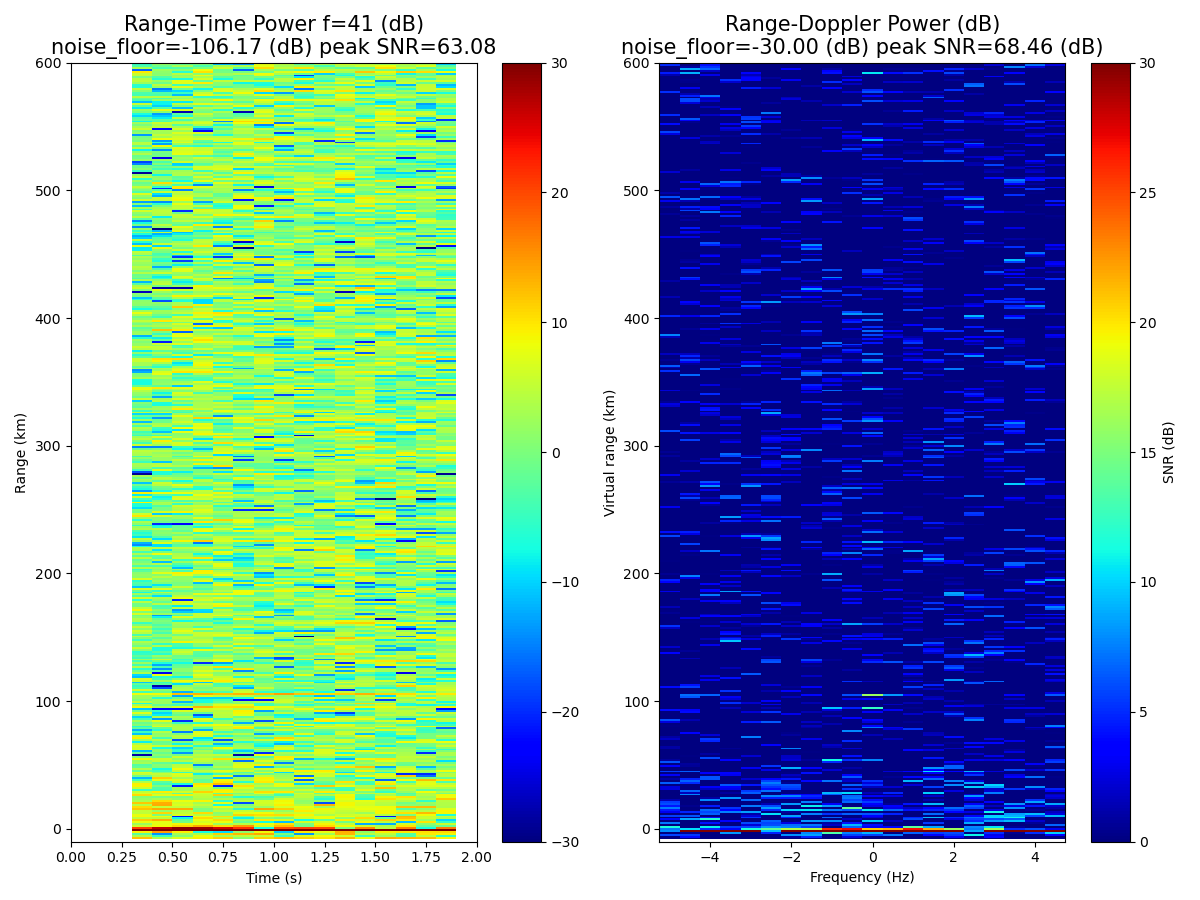 Range-Time Power f=41 (dB)
noise_floor=-106.17 (dB) peak SNR=63.08
600
500
400
300
200
100
0
Range (km)
0.00 0.25 0.50 0.75 1.00 1.25 1.50 1.75 2.00
Time (s)
30
20
10
0
−10
−20
−30
Range-Doppler Power (dB)
noise_floor=-30.00 (dB) peak SNR=68.46 (dB)
600
500
400
300
200
100
0
Virtual range (km)
−4 −2 0 2 4
Frequency (Hz)
30
25
20
15
10
5
0
SNR (dB)